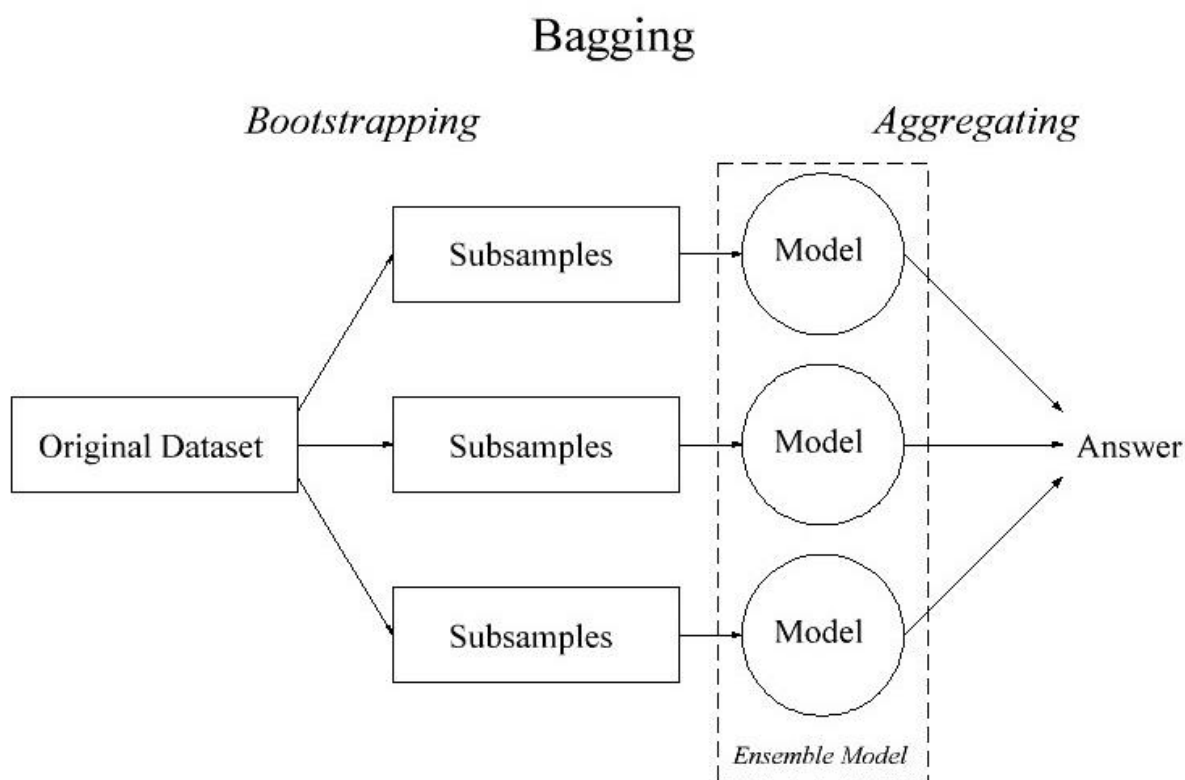 Bagging
Bootstrapping
Aggregating
Subsamples
Model
Original Dataset
Subsamples
Model
Answer
Subsamples
Model
Ensemble Model